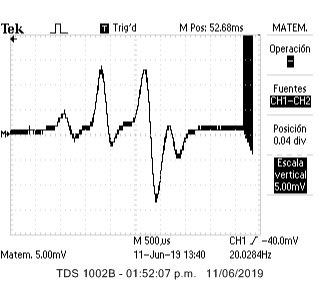 Tek T Trig'd M Pos: 52.68ms MATEM.
Operación
-
Fuentes
CH1-CH2
Posición
0.04 div
Escala
vertical
5.00mV
M
M 500µs CH1 -40.0mV
Matem. 5.00mV 11-Jun-19 13:40 20.0284Hz
TDS 1002B - 01:52:07 p.m. 11/06/2019